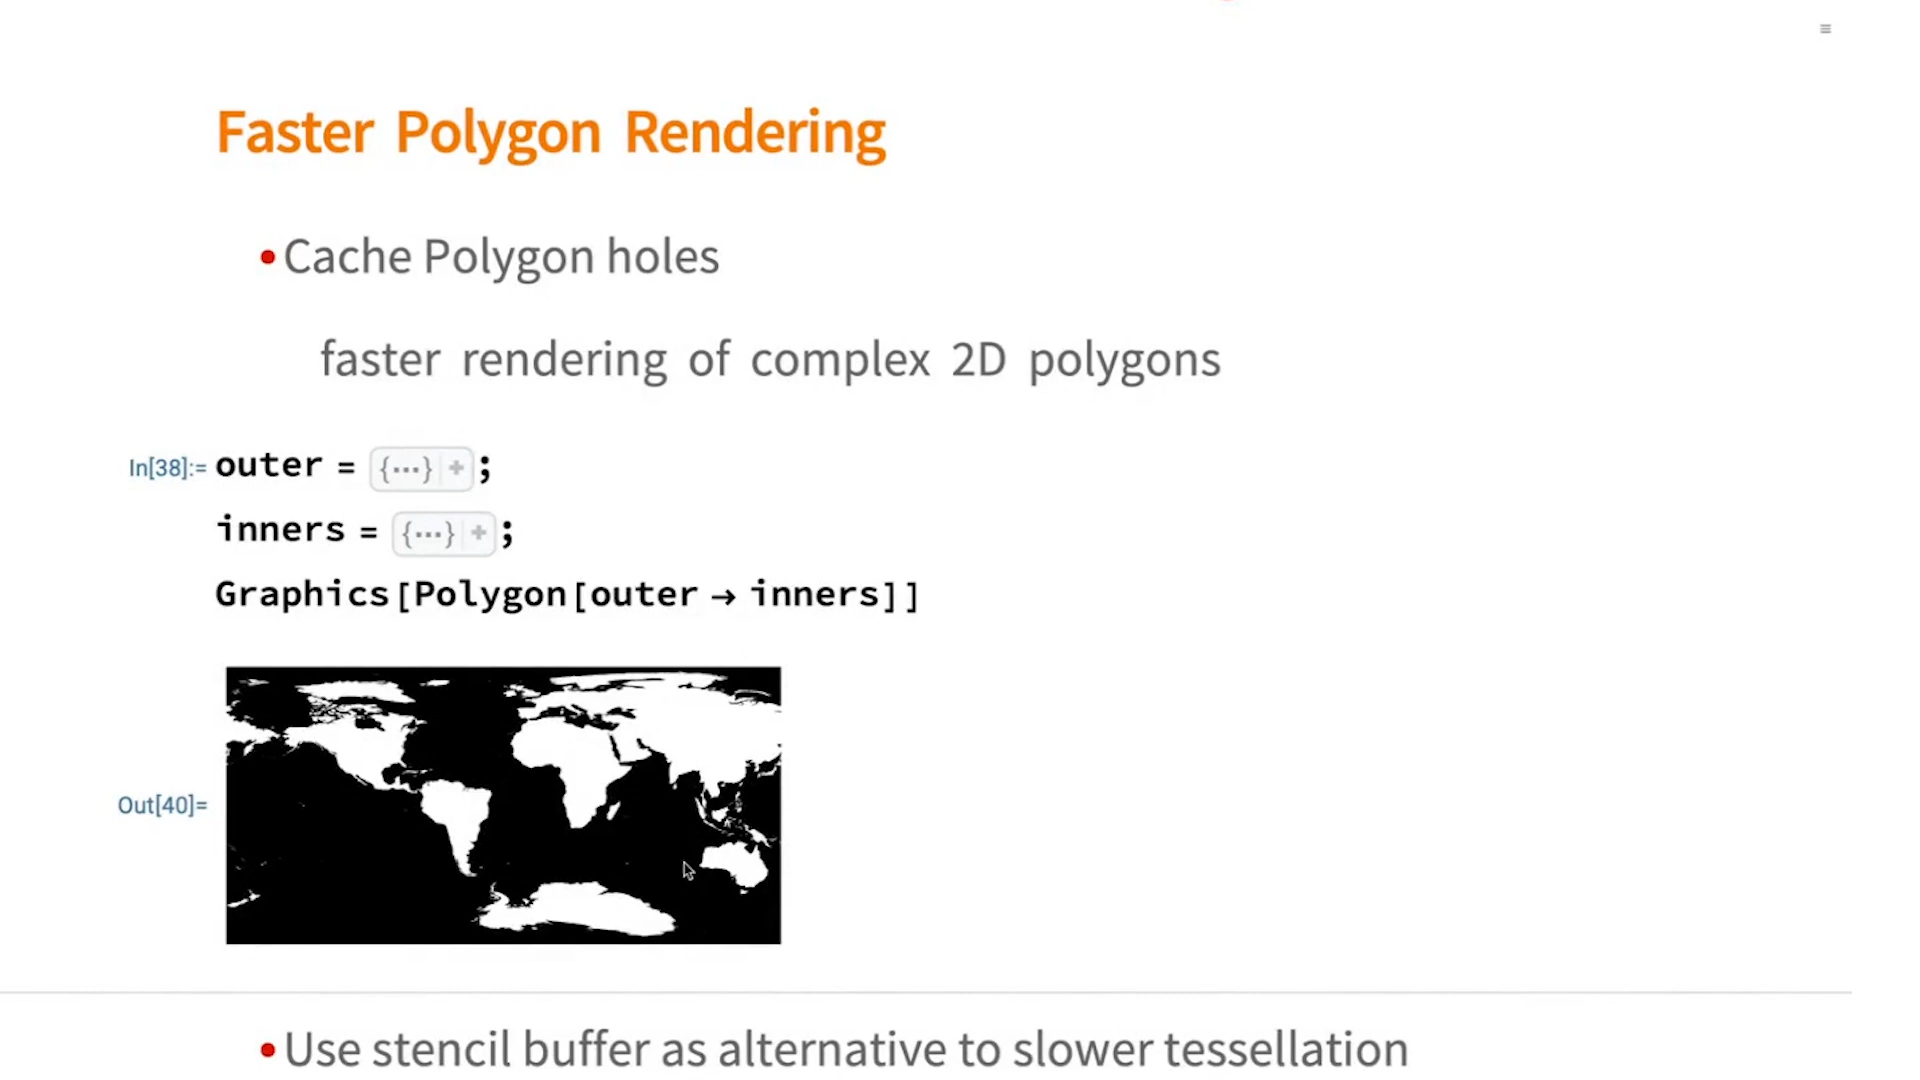 Faster Polygon Rendering
•Cache Polygon holes
faster rendering of complex 2D polygons
In[38]:= outer = {⋯} + ;
inners = {⋯} + ;
Graphics[Polygon[outer → inners]]
Out[40]=
•Use stencil buffer as alternative to slower tessellation